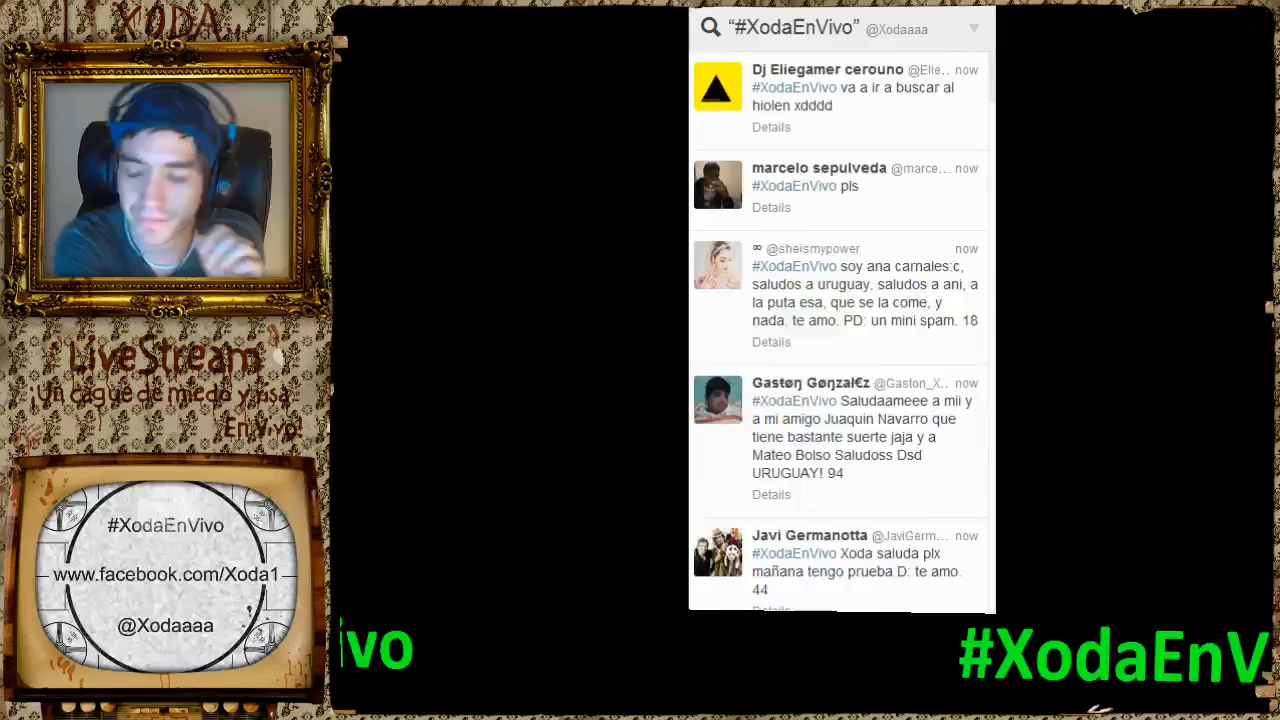 XODA
LiveStream
Un cague de miedo y risa
En Vivo!
#XodaEnVivo
www.facebook.com/Xoda1
@Xodaaaa
“#XodaEnVivo” @Xodaaaa
Dj Eliegamer cerouno @Elie... now
#XodaEnVivo va a ir a buscar al
hiolen xdddd
Details
marcelo sepulveda @marce... now
#XodaEnVivo pls
Details
∞ @sheismypower now
#XodaEnVivo soy ana carnales:c,
saludos a uruguay, saludos a ani, a
la puta esa, que se la come, y
nada, te amo. PD: un mini spam. 18
Details
Gasŧøŋ Gøŋzał€z @Gaston_X.. now
#XodaEnVivo Saludaameee a mii y
a mi amigo Juaquin Navarro que
tiene bastante suerte jaja y a
Mateo Bolso Saludoss Dsd
URUGUAY! 94
Details
Javi Germanotta @JaviGerm... now
#XodaEnVivo Xoda saluda plx
mañana tengo prueba D: te amo.
44
Details
ivo #XodaEnV